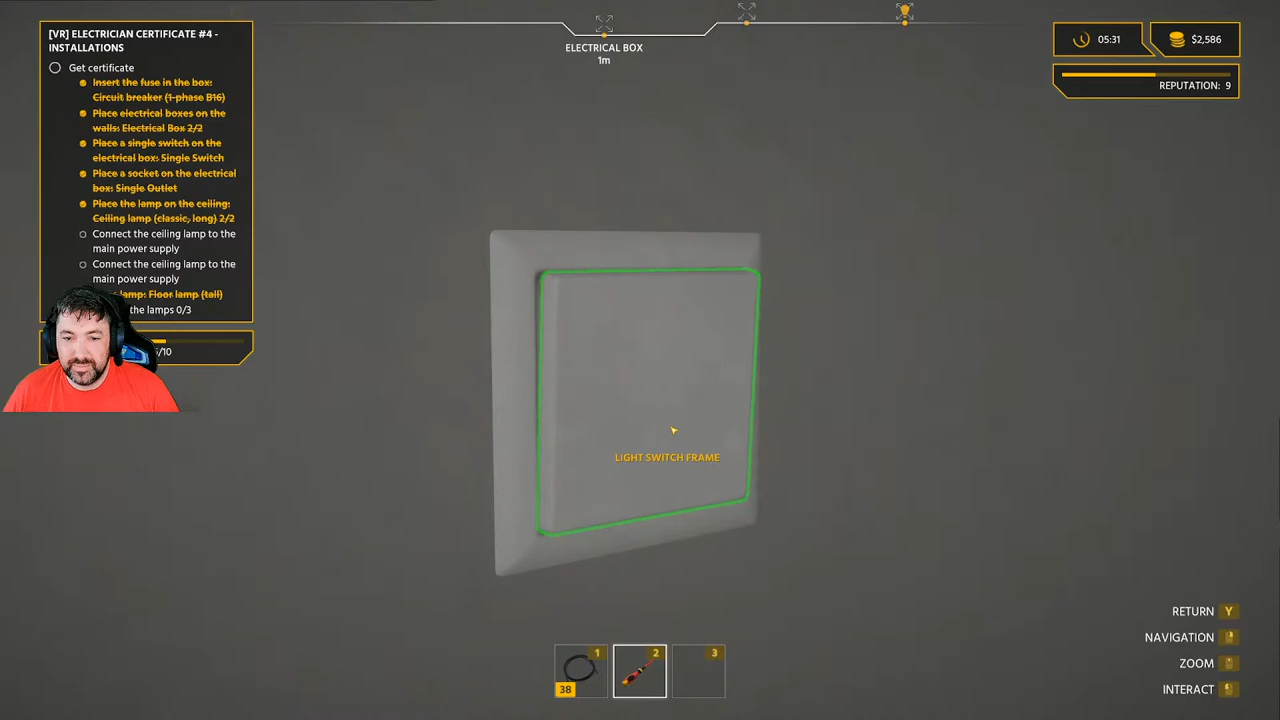 [VR] ELECTRICIAN CERTIFICATE #4 -
INSTALLATIONS
Get certificate
Insert the fuse in the box:
Circuit breaker (1-phase B16)
Place electrical boxes on the
walls: Electrical Box 2/2
Place a single switch on the
electrical box: Single Switch
Place a socket on the electrical
box: Single Outlet
Place the lamp on the ceiling:
Ceiling lamp (classic, long) 2/2
Connect the ceiling lamp to the
main power supply
Connect the ceiling lamp to the
main power supply
lamp: Floor lamp (tall)
the lamps 0/3
/10
ELECTRICAL BOX
1m
05:31
$2,586
REPUTATION: 9
LIGHT SWITCH FRAME
RETURN Y
NAVIGATION
ZOOM
INTERACT
1
38
2
3